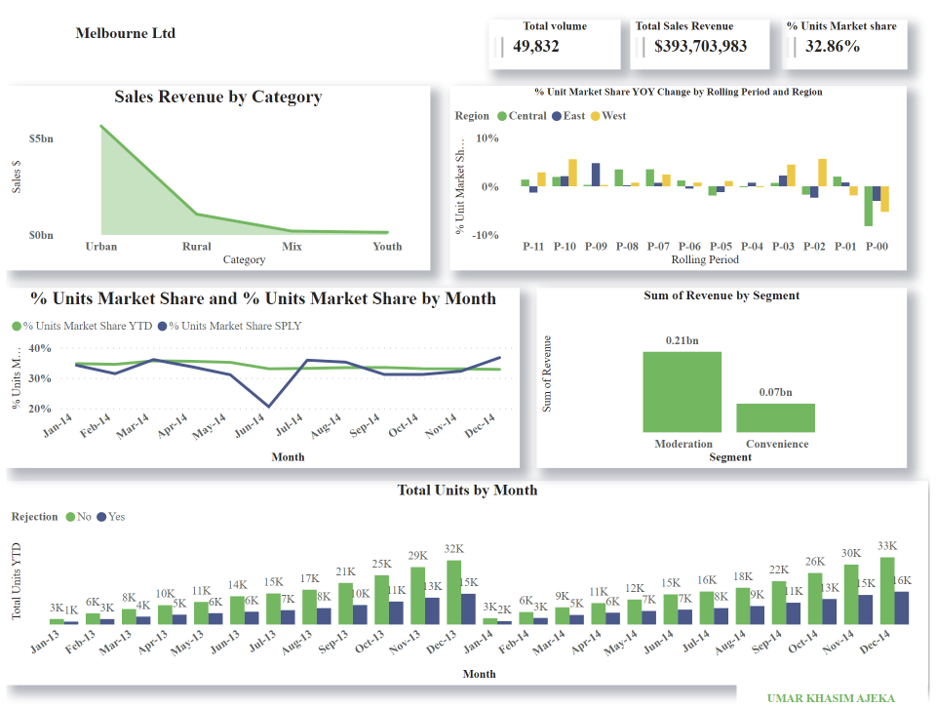 Melbourne Ltd
Total volume
49,832
Total Sales Revenue
$393,703,983
% Units Market share
32.86%
Sales Revenue by Category
Sales $
$5bn
$0bn
Urban Rural Mix Youth
Category
% Unit Market Share YOY Change by Rolling Period and Region
Region Central East West
% Unit Market Sh...
10%
0%
-10%
P-11 P-10 P-09 P-08 P-07 P-06 P-05 P-04 P-03 P-02 P-01 P-00
Rolling Period
% Units Market Share and % Units Market Share by Month
% Units Market Share YTD % Units Market Share SPLY
% Units M...
40%
30%
20%
Jan-14 Feb-14 Mar-14 Apr-14 May-14 Jun-14 Jul-14 Aug-14 Sep-14 Oct-14 Nov-14 Dec-14
Month
Sum of Revenue by Segment
Sum of Revenue
0.21bn
0.07bn
Moderation Convenience
Segment
Total Units by Month
Rejection No Yes
Total Units YTD
3K 1K 6K 3K 8K 4K 10K 5K 11K 6K 14K 6K 15K 7K 17K 8K 21K 10K 25K 11K 29K 13K 32K 15K 3K 2K 6K 3K 9K 5K 11K 6K 12K 7K 15K 7K 16K 8K 18K 9K 22K 11K 26K 13K 30K 15K 33K 16K
Jan-13 Feb-13 Mar-13 Apr-13 May-13 Jun-13 Jul-13 Aug-13 Sep-13 Oct-13 Nov-13 Dec-13 Jan-14 Feb-14 Mar-14 Apr-14 May-14 Jun-14 Jul-14 Aug-14 Sep-14 Oct-14 Nov-14 Dec-14
Month
UMAR KHASIM AJEKA